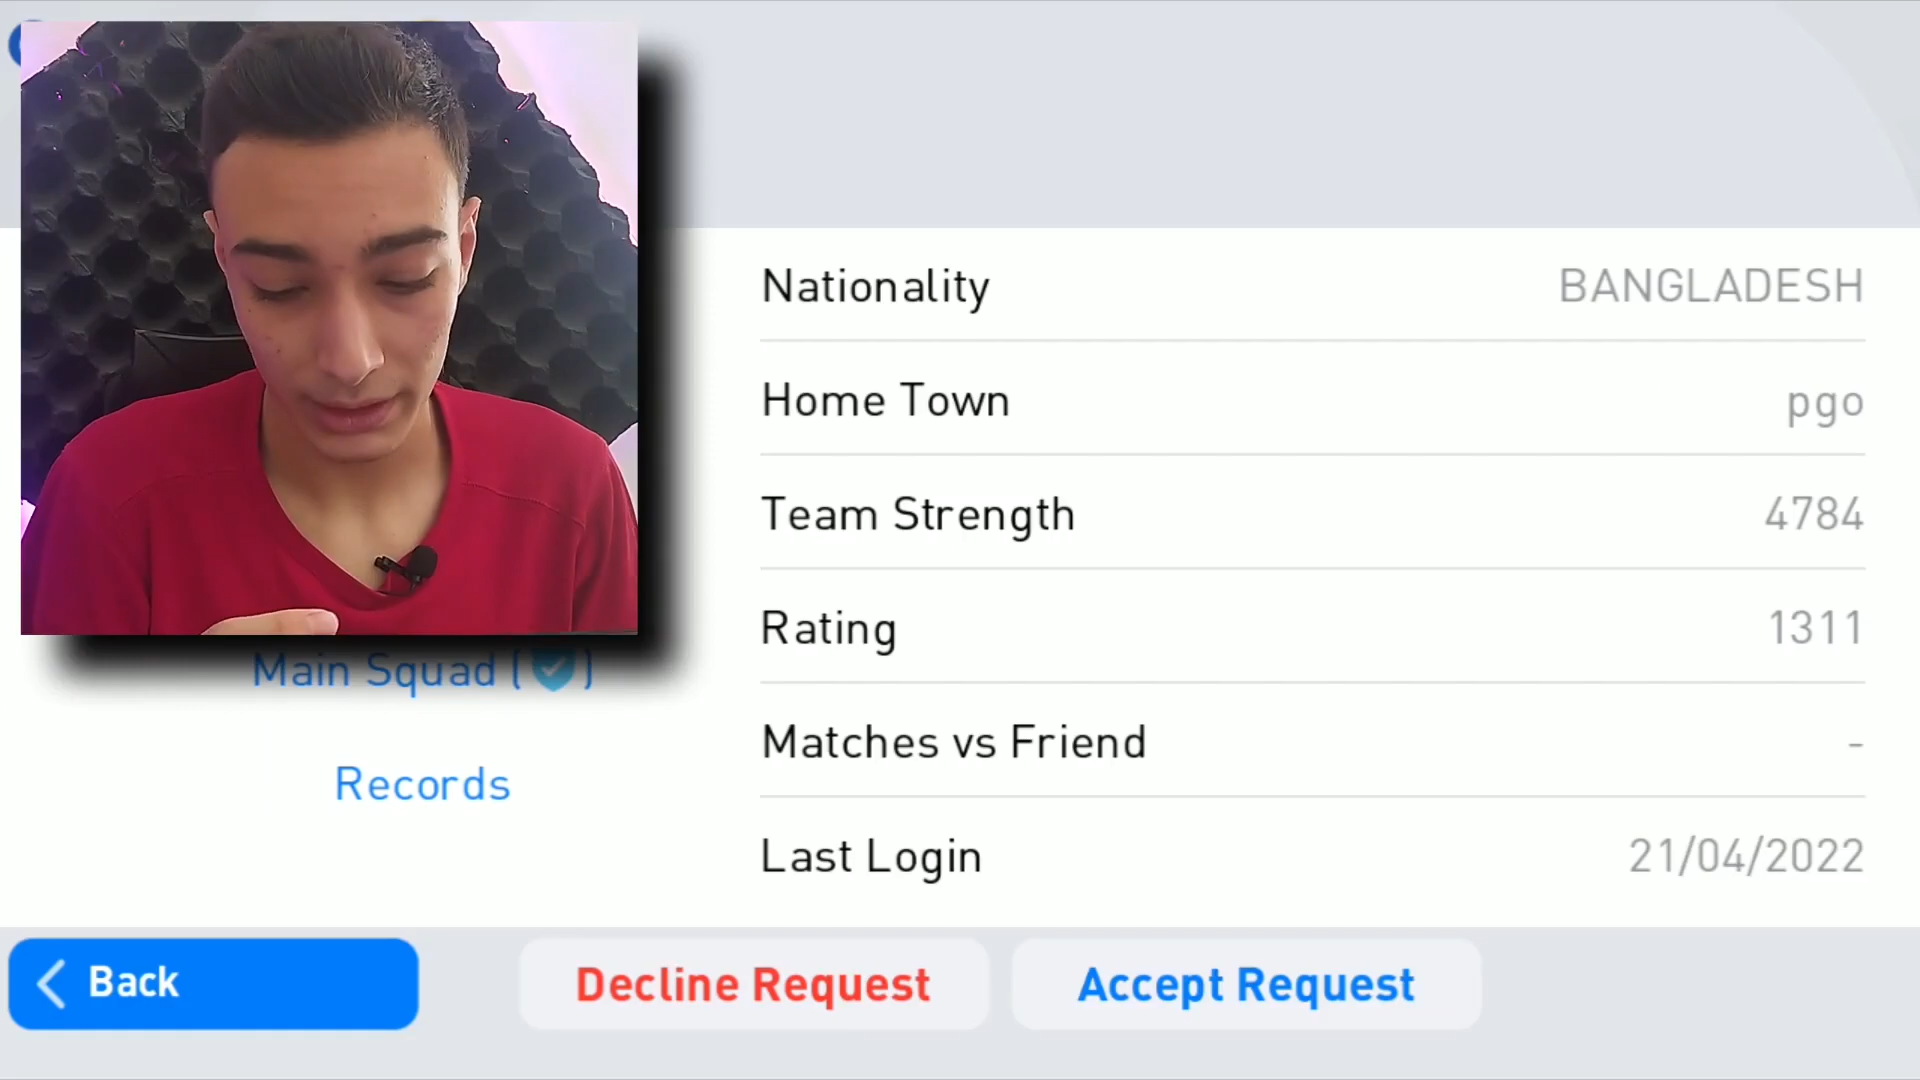 Nationality BANGLADESH
Home Town pgo
Team Strength 4784
Rating 1311
Matches vs Friend -
Last Login 21/04/2022
Main Squad ( )
Records
Back
Decline Request
Accept Request